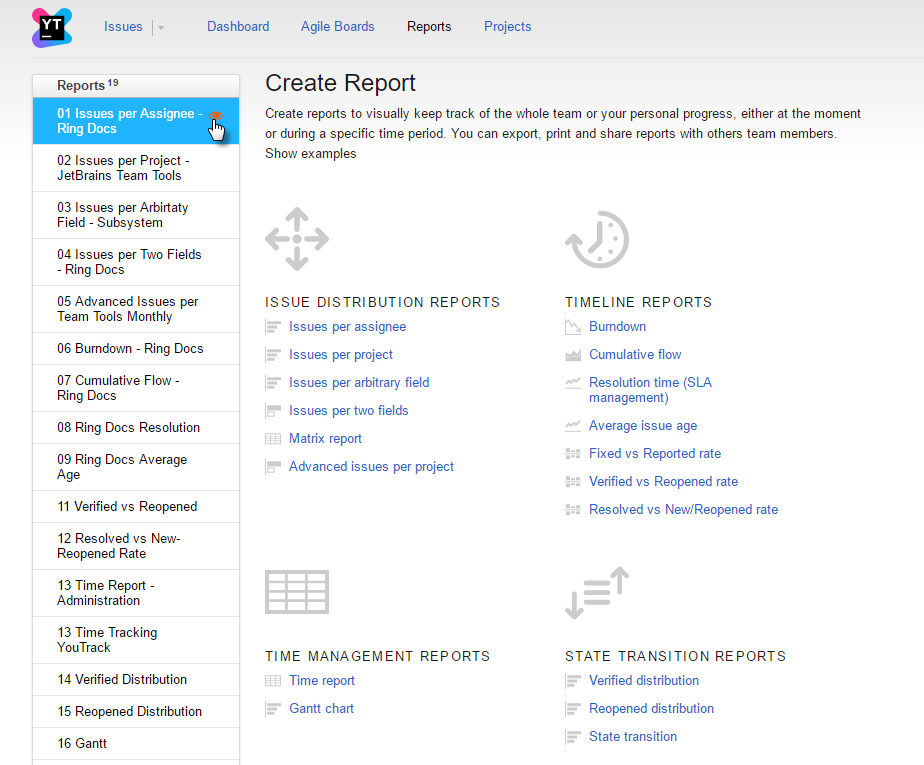 YT
Issues
Dashboard
Agile Boards
Reports
Projects
Reports 19
01 Issues per Assignee -
Ring Docs
02 Issues per Project -
JetBrains Team Tools
03 Issues per Arbirtaty
Field - Subsystem
04 Issues per Two Fields
- Ring Docs
05 Advanced Issues per
Team Tools Monthly
06 Burndown - Ring Docs
07 Cumulative Flow -
Ring Docs
08 Ring Docs Resolution
09 Ring Docs Average
Age
11 Verified vs Reopened
12 Resolved vs New-
Reopened Rate
13 Time Report -
Administration
13 Time Tracking
YouTrack
14 Verified Distribution
15 Reopened Distribution
16 Gantt
Create Report
Create reports to visually keep track of the whole team or your personal progress, either at the moment
or during a specific time period. You can export, print and share reports with others team members.
Show examples
ISSUE DISTRIBUTION REPORTS
Issues per assignee
Issues per project
Issues per arbitrary field
Issues per two fields
Matrix report
Advanced issues per project
TIMELINE REPORTS
Burndown
Cumulative flow
Resolution time (SLA
management)
Average issue age
Fixed vs Reported rate
Verified vs Reopened rate
Resolved vs New/Reopened rate
TIME MANAGEMENT REPORTS
Time report
Gantt chart
STATE TRANSITION REPORTS
Verified distribution
Reopened distribution
State transition